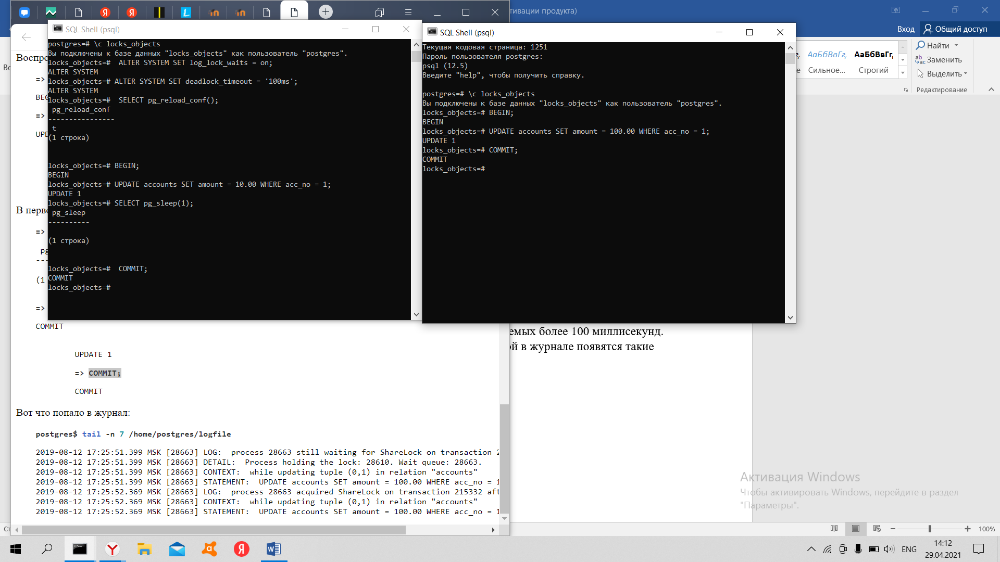 тивации продукта)
Вход
Общий доступ
АаБбВвГг,
АаБбВвГг,
Сильное...
Строгий
Найти
Заменить
Выделить
Редактирование
SQL Shell (psql)
postgres=# \c locks_objects
Вы подключены к базе данных "locks_objects" как пользователь "postgres".
locks_objects=#  ALTER SYSTEM SET log_lock_waits = on;
ALTER SYSTEM
locks_objects=# ALTER SYSTEM SET deadlock_timeout = '100ms';
ALTER SYSTEM
locks_objects=#  SELECT pg_reload_conf();
 pg_reload_conf
----------------
 t
(1 строка)
locks_objects=# BEGIN;
BEGIN
locks_objects=# UPDATE accounts SET amount = 10.00 WHERE acc_no = 1;
UPDATE 1
locks_objects=# SELECT pg_sleep(1);
 pg_sleep
----------
(1 строка)
locks_objects=#  COMMIT;
COMMIT
locks_objects=#
SQL Shell (psql)
Текущая кодовая страница: 1251
Пароль пользователя postgres:
psql (12.5)
Введите "help", чтобы получить справку.
postgres=# \c locks_objects
Вы подключены к базе данных "locks_objects" как пользователь "postgres".
locks_objects=# BEGIN;
BEGIN
locks_objects=# UPDATE accounts SET amount = 100.00 WHERE acc_no = 1;
UPDATE 1
locks_objects=# COMMIT;
COMMIT
locks_objects=#
Воспро
=>
BEG
=>
UPD
В перво
=>
pg
---
(1
=>
COMMIT
UPDATE 1
=> COMMIT;
COMMIT
Вот что попало в журнал:
postgres$ tail -n 7 /home/postgres/logfile
2019-08-12 17:25:51.399 MSK [28663] LOG:  process 28663 still waiting for ShareLock on transaction 2
2019-08-12 17:25:51.399 MSK [28663] DETAIL:  Process holding the lock: 28610. Wait queue: 28663.
2019-08-12 17:25:51.399 MSK [28663] CONTEXT:  while updating tuple (0,1) in relation "accounts"
2019-08-12 17:25:51.399 MSK [28663] STATEMENT:  UPDATE accounts SET amount = 100.00 WHERE acc_no = 1
2019-08-12 17:25:52.369 MSK [28663] LOG:  process 28663 acquired ShareLock on transaction 215332 aft
2019-08-12 17:25:52.369 MSK [28663] CONTEXT:  while updating tuple (0,1) in relation "accounts"
2019-08-12 17:25:52.369 MSK [28663] STATEMENT:  UPDATE accounts SET amount = 100.00 WHERE acc_no = 1
емых более 100 миллисекунд.
ой в журнале появятся такие
Активация Windows
Чтобы активировать Windows, перейдите в раздел
"Параметры".
Ст
100%
ENG
14:12
29.04.2021